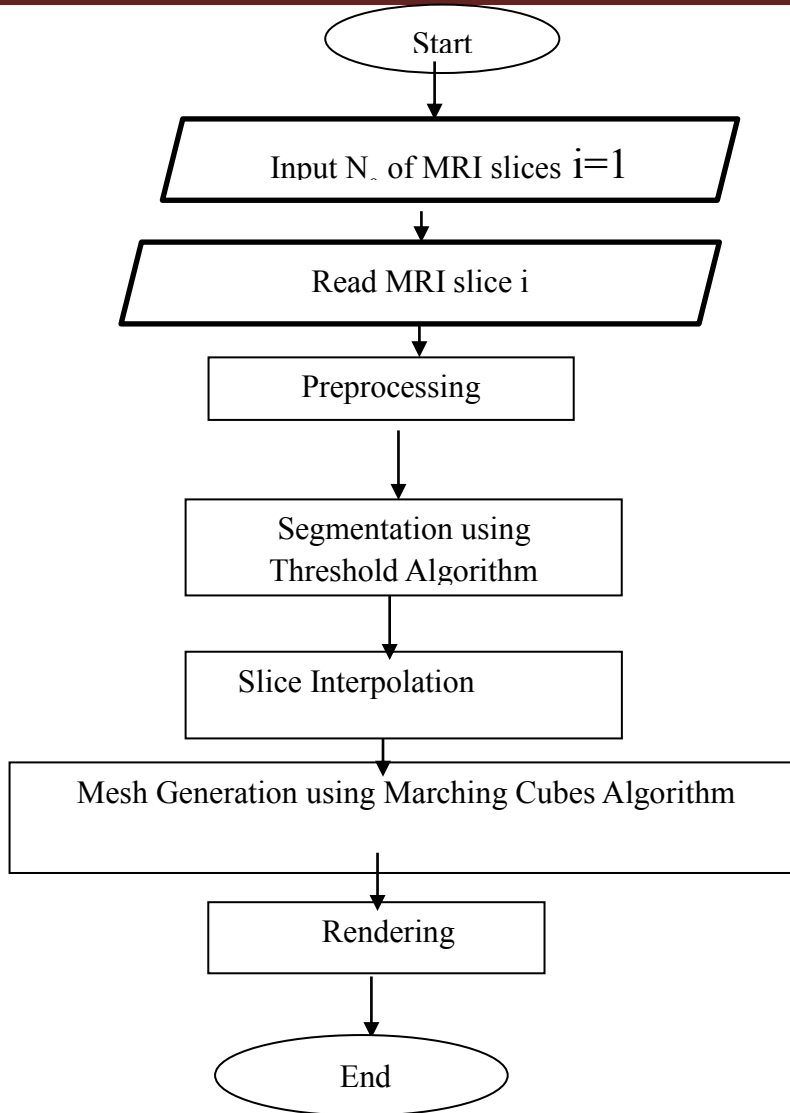 Start
Input N of MRI slices i=1
Read MRI slice i
Preprocessing
Segmentation using
Threshold Algorithm
Slice Interpolation
Mesh Generation using Marching Cubes Algorithm
Rendering
End